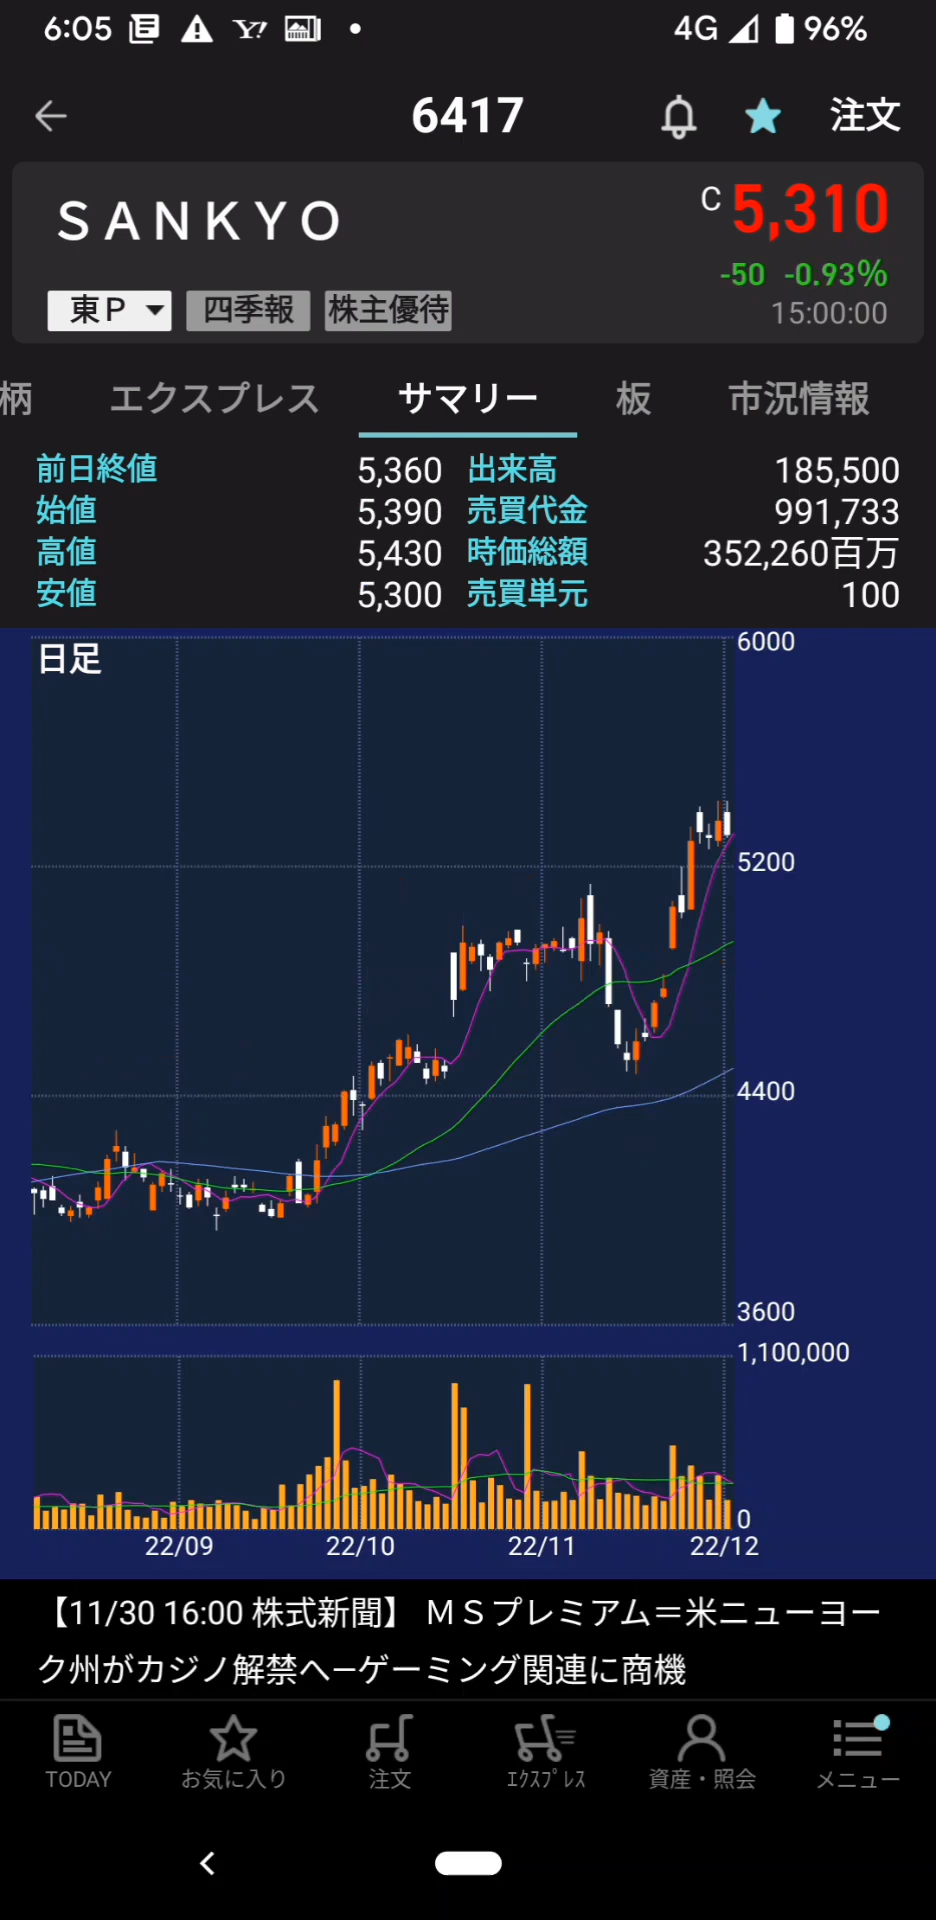 6:05 4G 96%
6417 注文
ＳＡＮＫＹＯ C 5,310
-50 -0.93%
東Ｐ 四季報 株主優待 15:00:00
柄 エクスプレス サマリー 板 市況情報
前日終値 5,360 出来高 185,500
始値 5,390 売買代金 991,733
高値 5,430 時価総額 352,260百万
安値 5,300 売買単元 100
日足
6000
5200
4400
3600
1,100,000
0
22/09 22/10 22/11 22/12
【11/30 16:00 株式新聞】 ＭＳプレミアム＝米ニューヨー
ク州がカジノ解禁へ—ゲーミング関連に商機
TODAY お気に入り 注文 ｴｸｽﾌﾟﾚｽ 資産・照会 メニュー